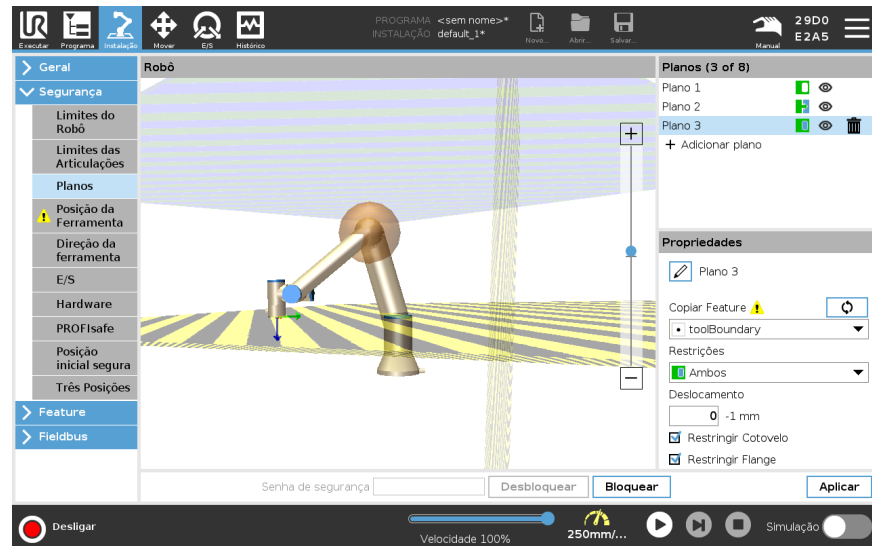 PROGRAMA <sem nome>*
INSTALAÇÃO default_1*
29D0
E2A5
Executar Programa Instalação Mover E/S Histórico Novo... Abrir... Salvar... Manual
Geral
Segurança
Limites do
Robô
Limites das
Articulações
Planos
Posição da
Ferramenta
Direção da
ferramenta
E/S
Hardware
PROFIsafe
Posição
inicial segura
Três Posições
Feature
Fieldbus
Robô
Planos (3 of 8)
Plano 1
Plano 2
Plano 3
+ Adicionar plano
Propriedades
Plano 3
Copiar Feature
toolBoundary
Restrições
Ambos
Deslocamento
0 -1 mm
Restringir Cotovelo
Restringir Flange
Senha de segurança Desbloquear Bloquear Aplicar
Desligar
Velocidade 100%
250mm/...
Simulação